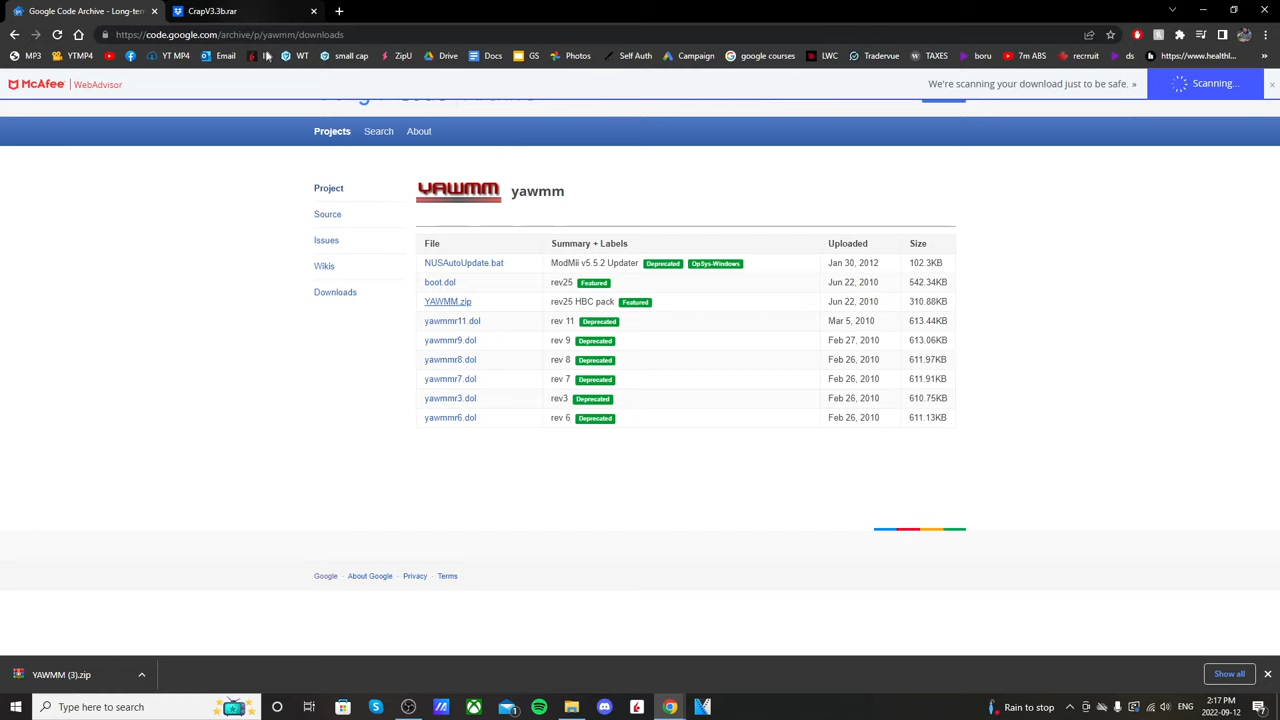 Google Code Archive - Long-ter
CrapV3.3b.rar
https://code.google.com/archive/p/yawmm/downloads
MP3
YTMP4
YT MP4
Email
WT
small cap
ZipU
Drive
Docs
GS
Photos
Self Auth
Campaign
google courses
LWC
Tradervue
TAXES
boru
7m ABS
recruit
ds
https://www.healthl...
McAfee | WebAdvisor
We're scanning your download just to be safe. »
Scanning...
Projects Search About
Project
Source
Issues
Wikis
Downloads
YAWMM yawmm
File Summary + Labels Uploaded Size
NUSAutoUpdate.bat ModMii v5.5.2 Updater Deprecated OpSys-Windows Jan 30, 2012 102.3KB
boot.dol rev25 Featured Jun 22, 2010 542.34KB
YAWMM.zip rev25 HBC pack Featured Jun 22, 2010 310.88KB
yawmmr11.dol rev 11 Deprecated Mar 5, 2010 613.44KB
yawmmr9.dol rev 9 Deprecated Feb 27, 2010 613.06KB
yawmmr8.dol rev 8 Deprecated Feb 26, 2010 611.97KB
yawmmr7.dol rev 7 Deprecated Feb 26, 2010 611.91KB
yawmmr3.dol rev3 Deprecated Feb 26, 2010 610.75KB
yawmmr6.dol rev 6 Deprecated Feb 26, 2010 611.13KB
Google · About Google · Privacy · Terms
YAWMM (3).zip
Show all
Type here to search
Rain to stop
2:17 PM
2022-09-12